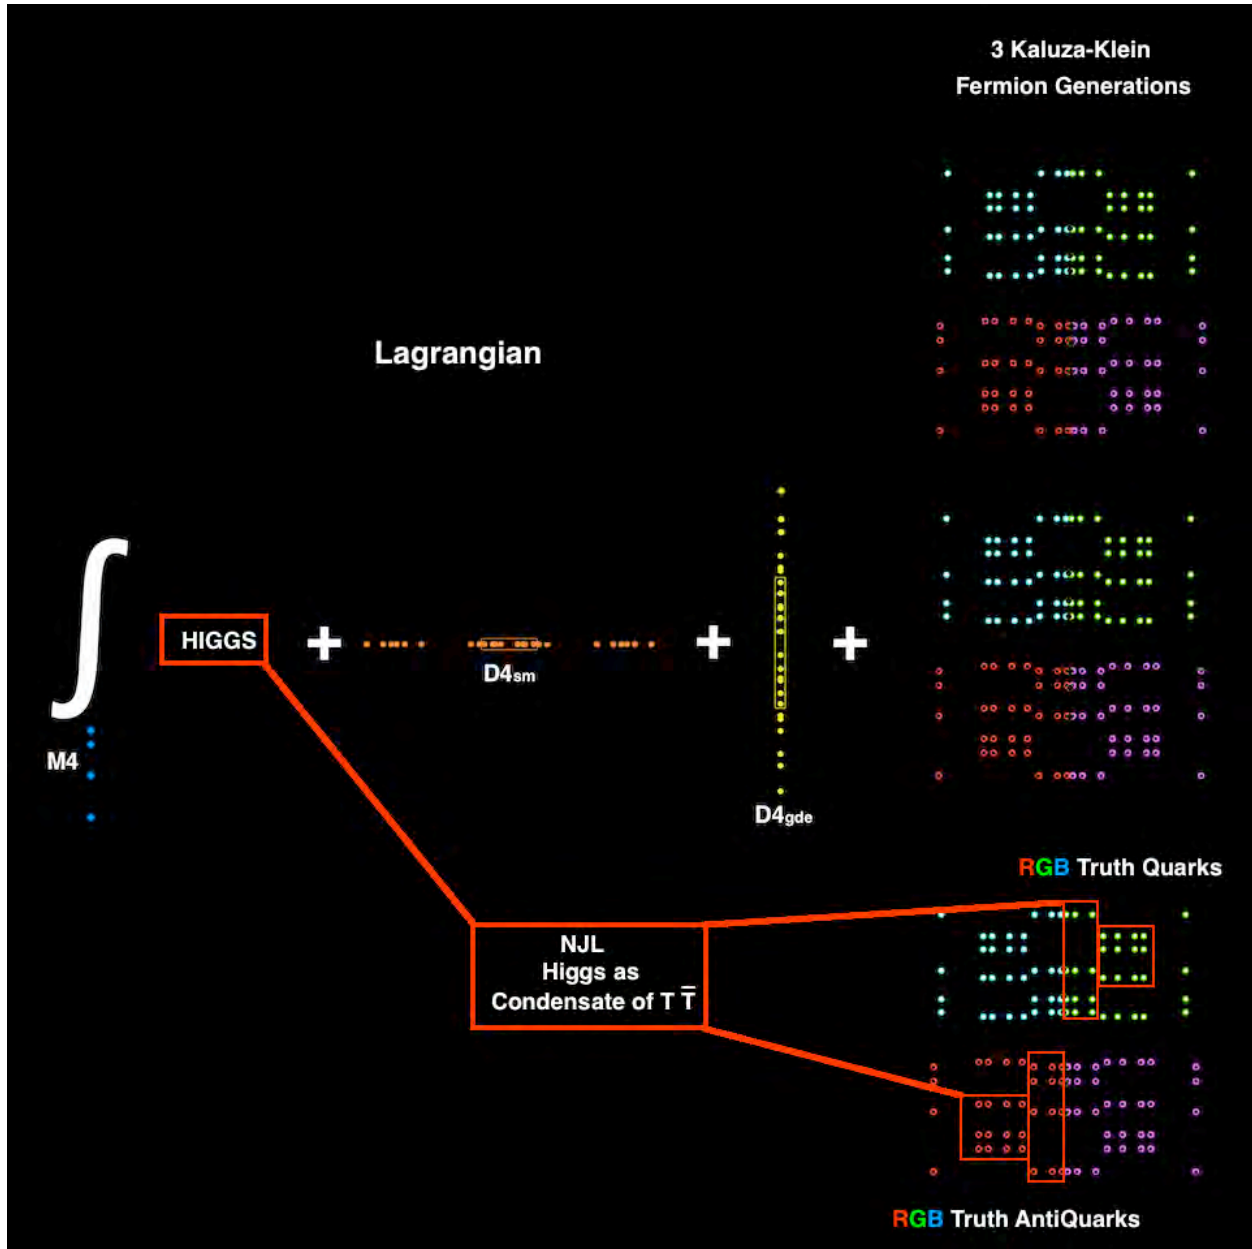 3 Kaluza-Klein
Fermion Generations
Lagrangian
∫
HIGGS
+
+
+
D4sm
M4
D4gde
RGB Truth Quarks
NJL
Higgs as
Condensate of T T̅
RGB Truth AntiQuarks